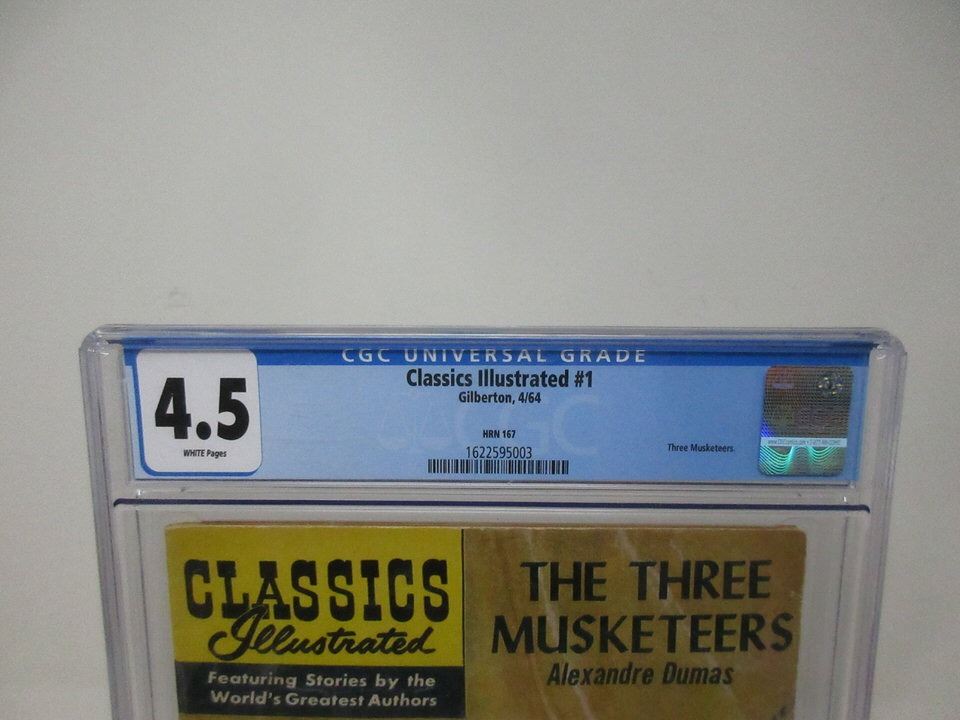 CGC UNIVERSAL GRADE
4.5
WHITE Pages
Classics Illustrated #1
Gilberton, 4/64
HRN 167
1622595003
Three Musketeers.
CLASSICS
Illustrated
Featuring Stories by the
World's Greatest Authors
THE THREE
MUSKETEERS
Alexandre Dumas